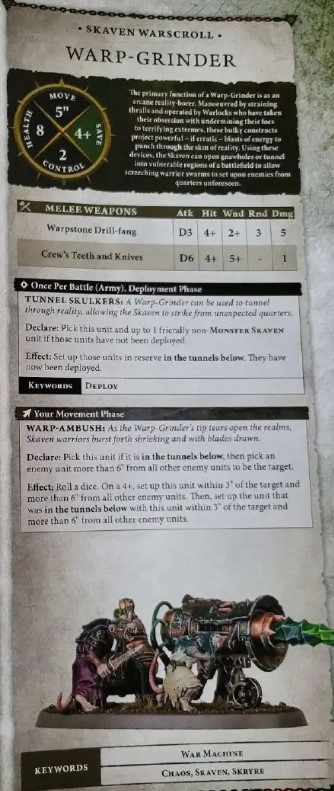 • SKAVEN WARSCROLL •
WARP-GRINDER
MOVE
5"
HEALTH
8
4+
SAVE
2
CONTROL
The primary function of a Warp-Grinder is as an
arcane reality-borer. Manoeuvred by straining
thralls and operated by Warlocks who have taken
their obsession with undermining their foes
to terrifying extremes, these bulky constructs
project powerful – if erratic – blasts of energy to
punch through the skin of reality. Using these
devices, the Skaven can open gnawholes or tunnel
into vulnerable regions of a battlefield to allow
screeching warrior swarms to set upon enemies from
quarters unforeseen.
MELEE WEAPONS Atk Hit Wnd Rnd Dmg
Warpstone Drill-fang D3 4+ 2+ 3 5
Crew's Teeth and Knives D6 4+ 5+ - 1
Once Per Battle (Army), Deployment Phase
TUNNEL SKULKERS: A Warp-Grinder can be used to tunnel
through reality, allowing the Skaven to strike from unexpected quarters.
Declare: Pick this unit and up to 1 friendly non-MONSTER SKAVEN
unit if those units have not been deployed.
Effect: Set up those units in reserve in the tunnels below. They have
now been deployed.
KEYWORDS DEPLOY
Your Movement Phase
WARP-AMBUSH: As the Warp-Grinder's tip tears open the realms,
Skaven warriors burst forth shrieking and with blades drawn.
Declare: Pick this unit if it is in the tunnels below, then pick an
enemy unit more than 6" from all other enemy units to be the target.
Effect: Roll a dice. On a 4+, set up this unit within 3" of the target and
more than 6" from all other enemy units. Then, set up the unit that
was in the tunnels below with this unit within 3" of the target and
more than 6" from all other enemy units.
KEYWORDS
WAR MACHINE
CHAOS, SKAVEN, SKRYRE